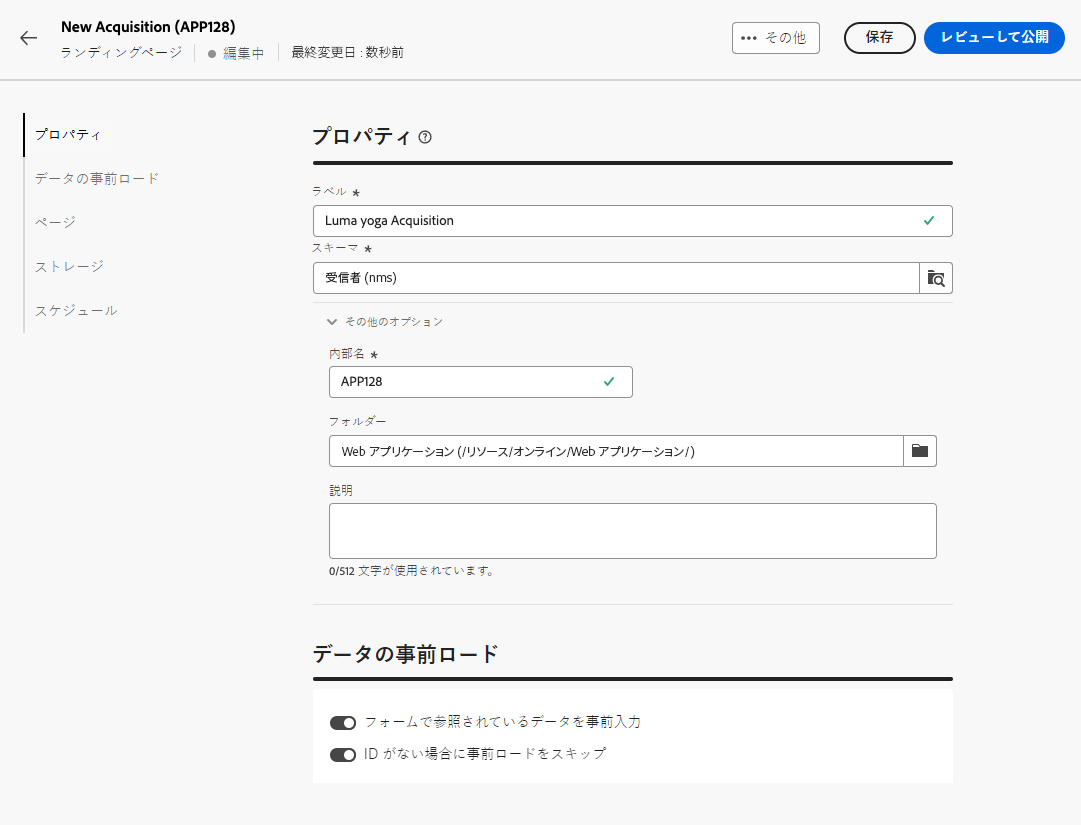 New Acquisition (APP128)
ランディングページ ● 編集中 最終変更日 : 数秒前
••• その他
保存
レビューして公開
プロパティ
データの事前ロード
ページ
ストレージ
スケジュール
プロパティ
ラベル *
Luma yoga Acquisition
スキーマ *
受信者 (nms)
その他のオプション
内部名 *
APP128
フォルダー
Web アプリケーション (/リソース/オンライン/Web アプリケーション/)
説明
0/512 文字が使用されています。
データの事前ロード
フォームで参照されているデータを事前入力
ID がない場合に事前ロードをスキップ